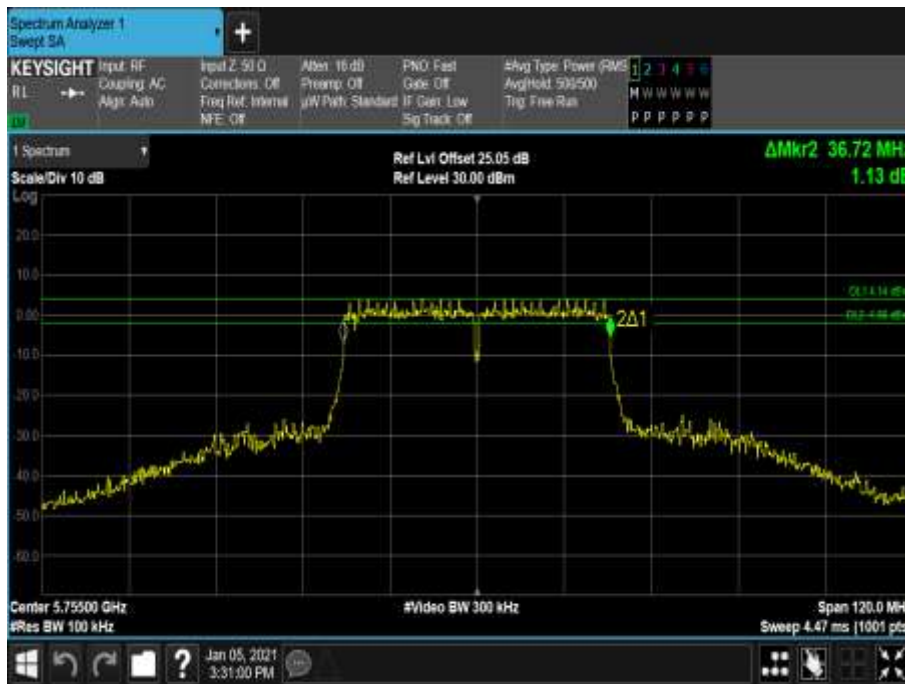 Spectrum Analyzer 1
Swept SA
+
KEYSIGHT
RL
Input: RF
Coupling: AC
Align: Auto
Input Z: 50 Ω
Corrections: Off
Freq Ref: Internal
NFE: Off
Atten: 16 dB
Preamp: Off
µW Path: Standard
PNO: Fast
Gate: Off
IF Gain: Low
Sig Track: Off
#Avg Type: Power (RMS
Avg|Hold: 500/500
Trig: Free Run
1 2 3 4 5 6
M W W W W W
P P P P P P
1 Spectrum
Scale/Div 10 dB
Log
Ref Lvl Offset 25.05 dB
Ref Level 30.00 dBm
ΔMkr2 36.72 MHz
1.13 dB
20.0
10.0
0.00
-10.0
-20.0
-30.0
-40.0
-50.0
-60.0
2Δ1
Center 5.75500 GHz
#Res BW 100 kHz
#Video BW 300 kHz
Span 120.0 MH
Sweep 4.47 ms (1001 pts
?
Jan 05, 2021
3:31:00 PM